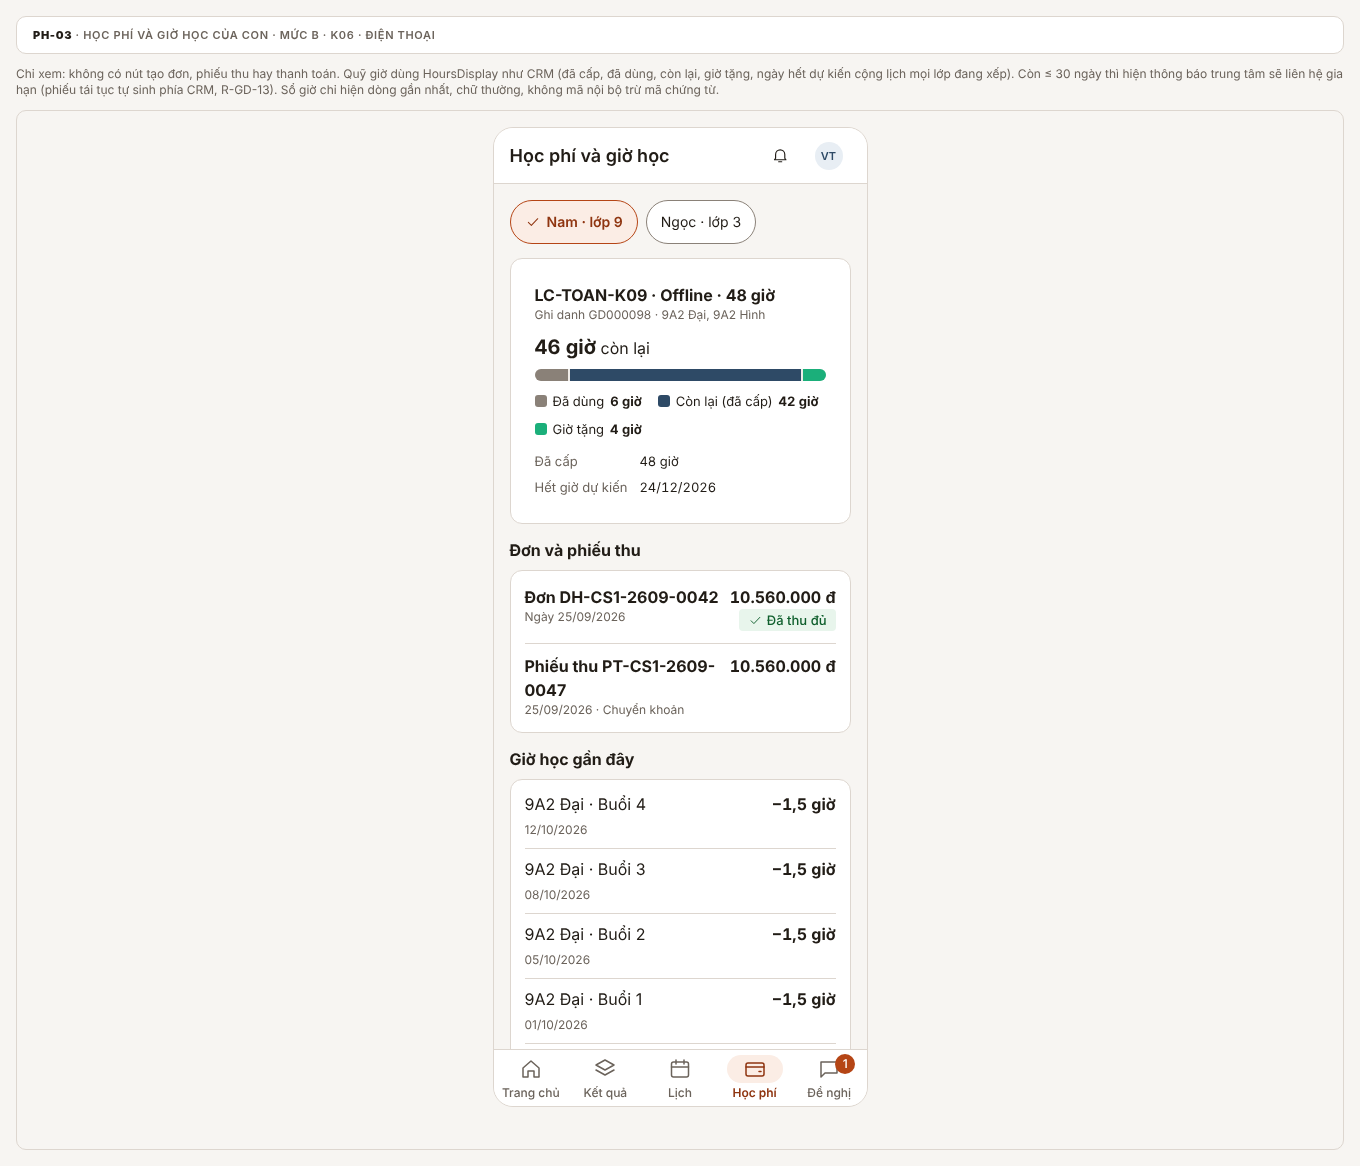 PH-03 · HỌC PHÍ VÀ GIỜ HỌC CỦA CON · MỨC B · K06 · ĐIỆN THOẠI
Chỉ xem: không có nút tạo đơn, phiếu thu hay thanh toán. Quỹ giờ dùng HoursDisplay như CRM (đã cấp, đã dùng, còn lại, giờ tặng, ngày hết dự kiến cộng lịch mọi lớp đang xếp). Còn ≤ 30 ngày thì hiện thông báo trung tâm sẽ liên hệ gia
hạn (phiếu tái tục tự sinh phía CRM, R-GD-13). Sổ giờ chỉ hiện dòng gần nhất, chữ thường, không mã nội bộ trừ mã chứng từ.
Học phí và giờ học
VT
Nam · lớp 9
Ngọc · lớp 3
LC-TOAN-K09 · Offline · 48 giờ
Ghi danh GD000098 · 9A2 Đại, 9A2 Hình
46 giờ còn lại
Đã dùng 6 giờ
Còn lại (đã cấp) 42 giờ
Giờ tặng 4 giờ
Đã cấp 48 giờ
Hết giờ dự kiến 24/12/2026
Đơn và phiếu thu
Đơn DH-CS1-2609-0042 10.560.000 đ
Ngày 25/09/2026
Đã thu đủ
Phiếu thu PT-CS1-2609- 10.560.000 đ
0047
25/09/2026 · Chuyển khoản
Giờ học gần đây
9A2 Đại · Buổi 4 −1,5 giờ
12/10/2026
9A2 Đại · Buổi 3 −1,5 giờ
08/10/2026
9A2 Đại · Buổi 2 −1,5 giờ
05/10/2026
9A2 Đại · Buổi 1 −1,5 giờ
01/10/2026
1
Trang chủ
Kết quả
Lịch
Học phí
Đề nghị